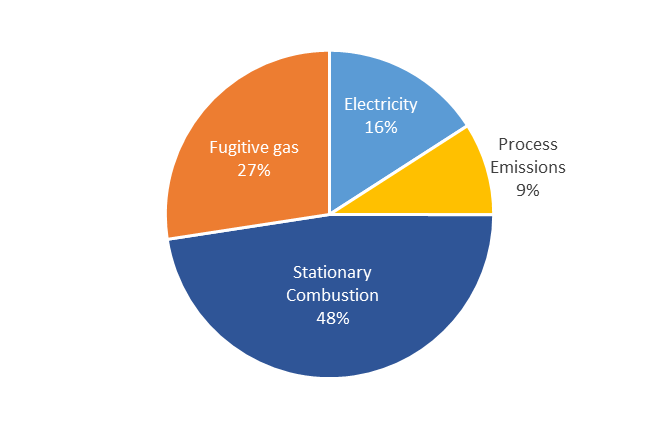 Electricity
16%
Process
Emissions
9%
Stationary
Combustion
48%
Fugitive gas
27%